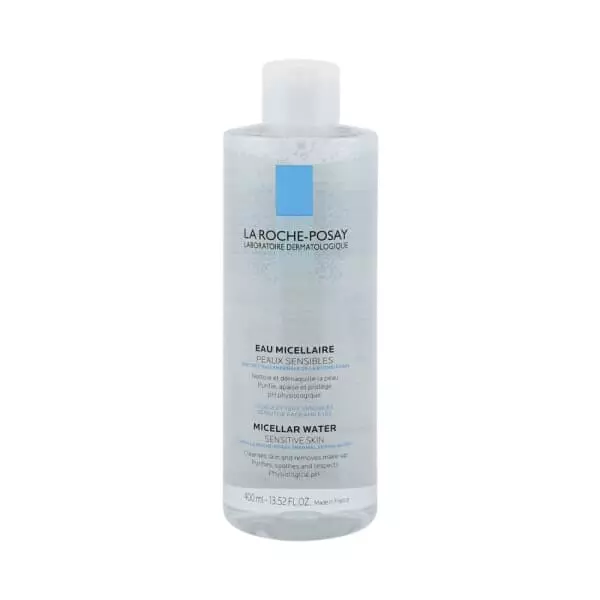 LA ROCHE-POSAY
LABORATOIRE DERMATOLOGIQUE
EAU MICELLAIRE
PEAUX SENSIBLES
Nettoie et démaquille la peau
Purifie, apaise et protège
pH physiologique
MICELLAR WATER
SENSITIVE SKIN
Cleanses skin and removes make-up
Purifies, soothes and respects
Physiological pH
400 ml - 13.52 FL.OZ. Made in France